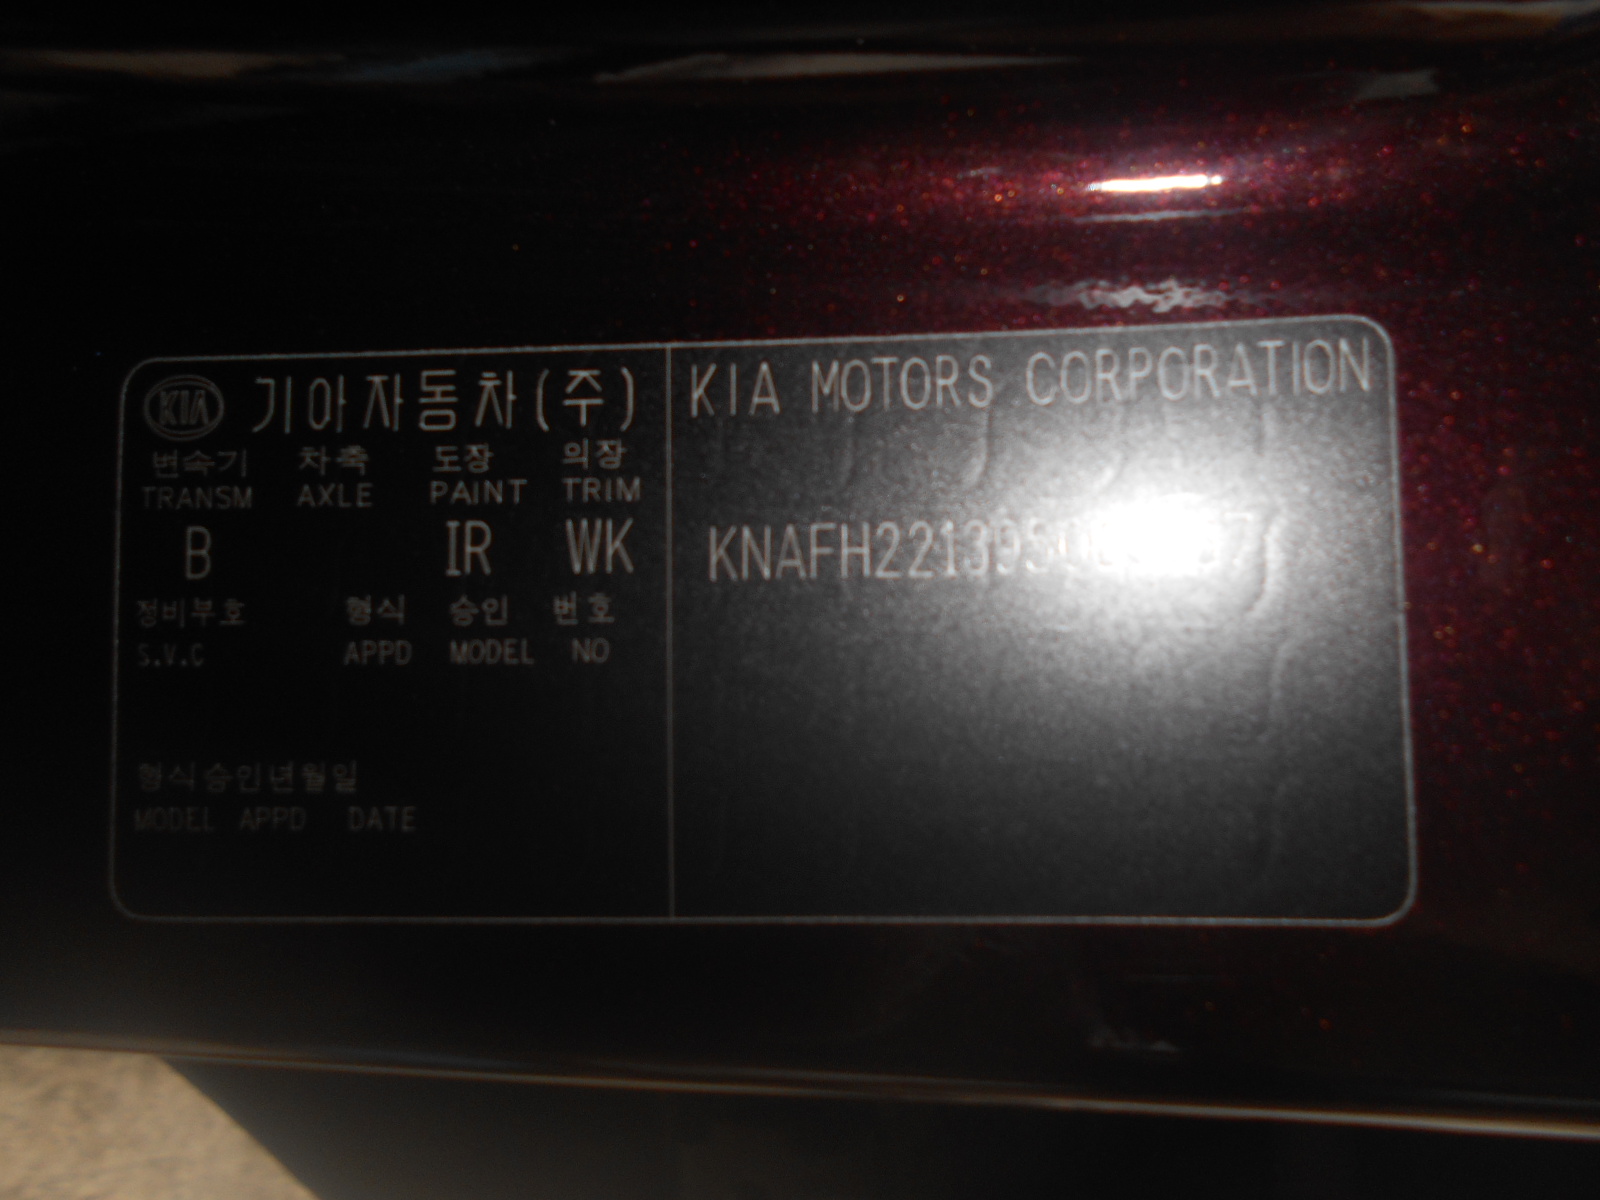 KIA 기아자동차(주)
KIA MOTORS CORPORATION
변속기 차축 도장 의장
TRANSM AXLE PAINT TRIM
B IR WK
정비부호 형식 승인 번호
S.V.C APPD MODEL NO
형식승인년월일
MODEL APPD DATE